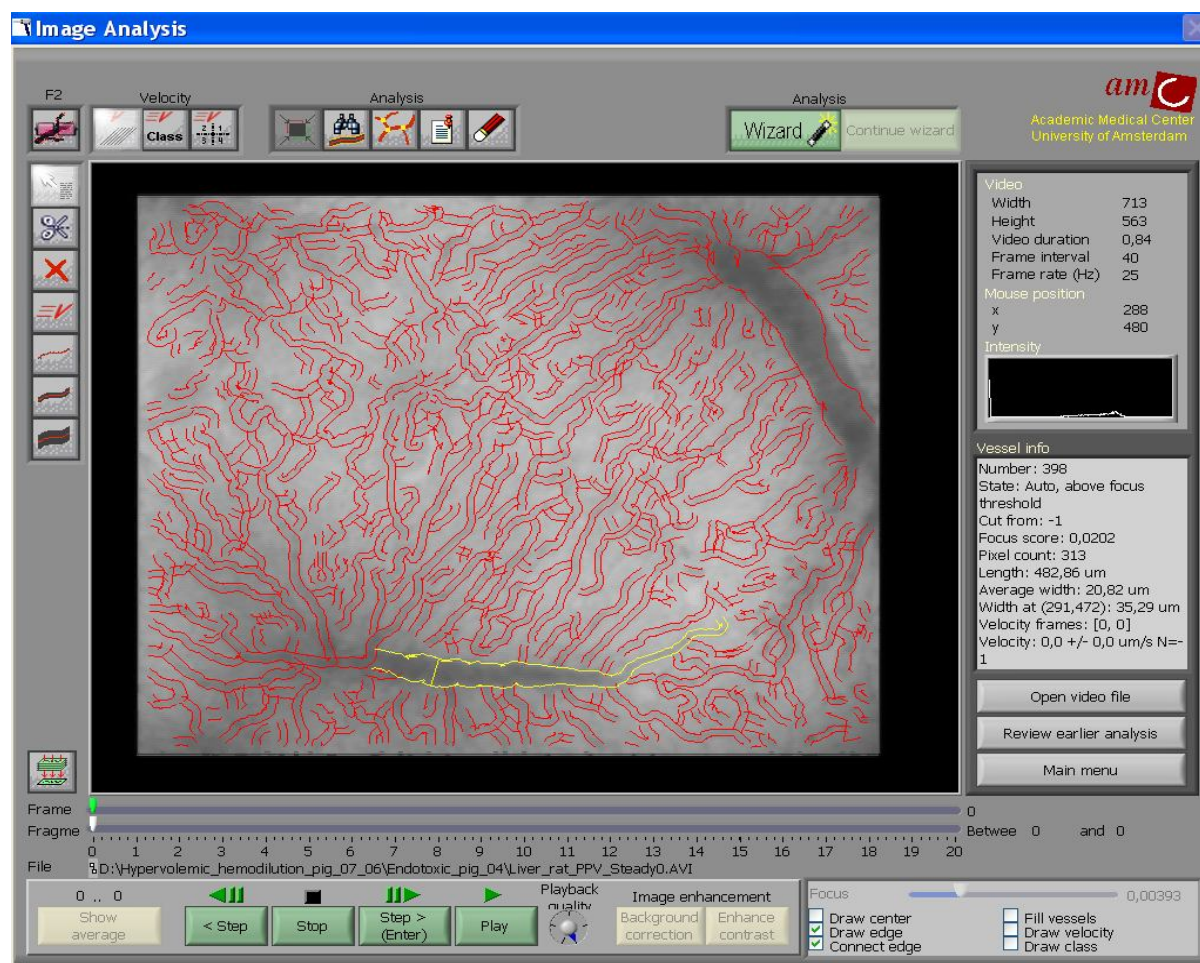 Image Analysis
F2
Velocity
Analysis
Class
Analysis
Wizard
Continue wizard
amc
Academic Medical Center
University of Amsterdam
Video
Width 713
Height 563
Video duration 0,84
Frame interval 40
Frame rate (Hz) 25
Mouse position
x 288
y 480
Intensity
Vessel info
Number: 398
State: Auto, above focus
threshold
Cut from: -1
Focus score: 0,0202
Pixel count: 313
Length: 482,86 um
Average width: 20,82 um
Width at (291,472): 35,29 um
Velocity frames: [0, 0]
Velocity: 0,0 +/- 0,0 um/s N=-
1
Open video file
Review earlier analysis
Main menu
Frame 0
Fragme Betwee 0 and 0
0 1 2 3 4 5 6 7 8 9 10 11 12 13 14 15 16 17 18 19 20
File D:\Hypervolemic_hemodilution_pig_07_06\Endotoxic_pig_04\Liver_rat_PPV_Steady0.AVI
0 .. 0
Show
average
< Step
Stop
Step >
(Enter)
Play
Playback
quality
Image enhancement
Background
correction
Enhance
contrast
Focus 0,00393
Draw center
Draw edge
Connect edge
Fill vessels
Draw velocity
Draw class